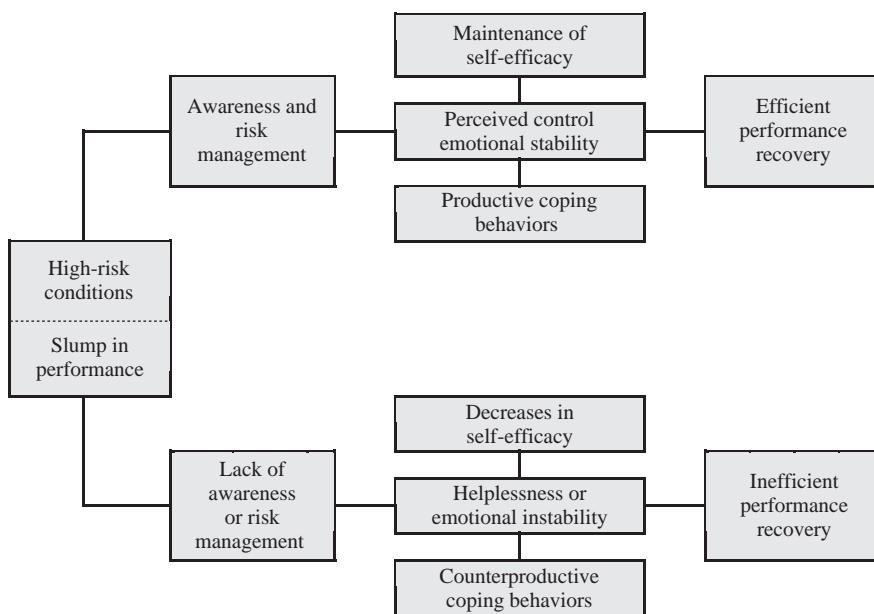 Maintenance of
self-efficacy
Awareness and
risk
management
Perceived control
emotional stability
Efficient
performance
recovery
Productive coping
behaviors
High-risk
conditions
Slump in
performance
Decreases in
self-efficacy
Lack of
awareness
or risk
management
Helplessness or
emotional instability
Inefficient
performance
recovery
Counterproductive
coping behaviors